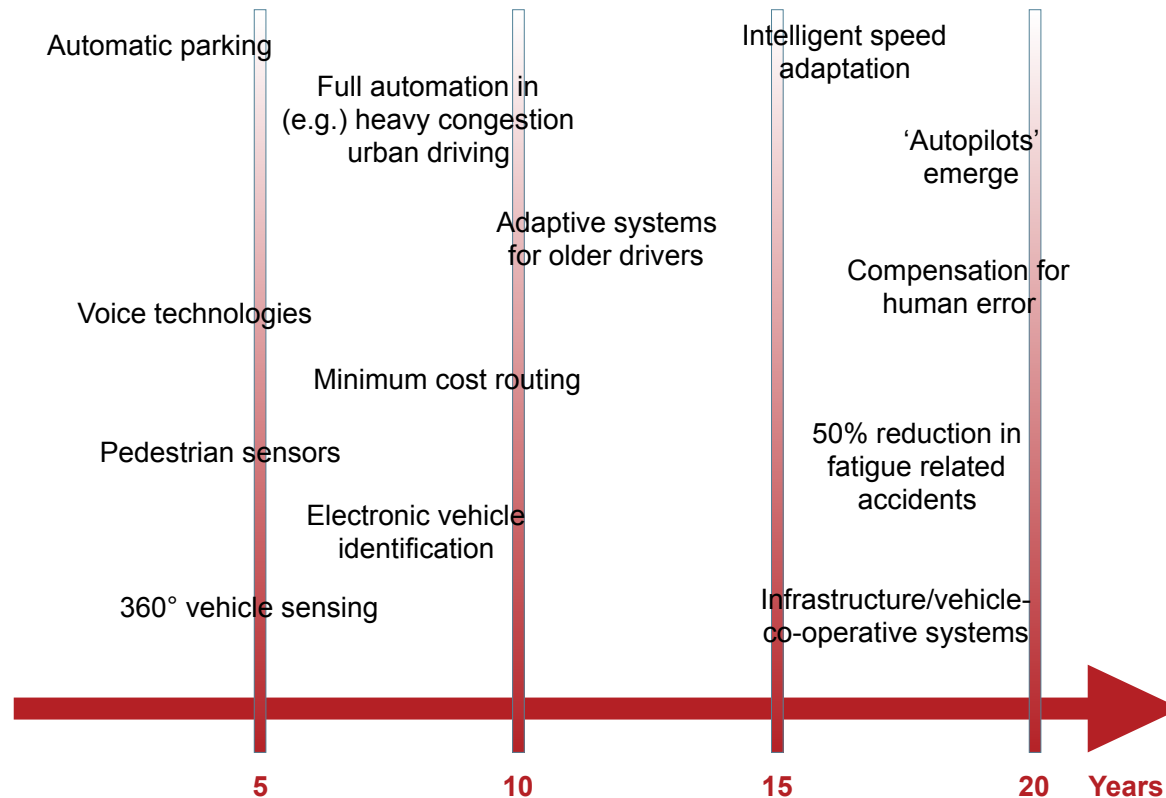 Automatic parking
Intelligent speed
adaptation
Full automation in
(e.g.) heavy congestion
urban driving
‘Autopilots’
emerge
Adaptive systems
for older drivers
Compensation for
human error
Voice technologies
Minimum cost routing
Pedestrian sensors
50% reduction in
fatigue related
accidents
Electronic vehicle
identification
360° vehicle sensing
Infrastructure/vehicle-
co-operative systems
5 10 15 20 Years